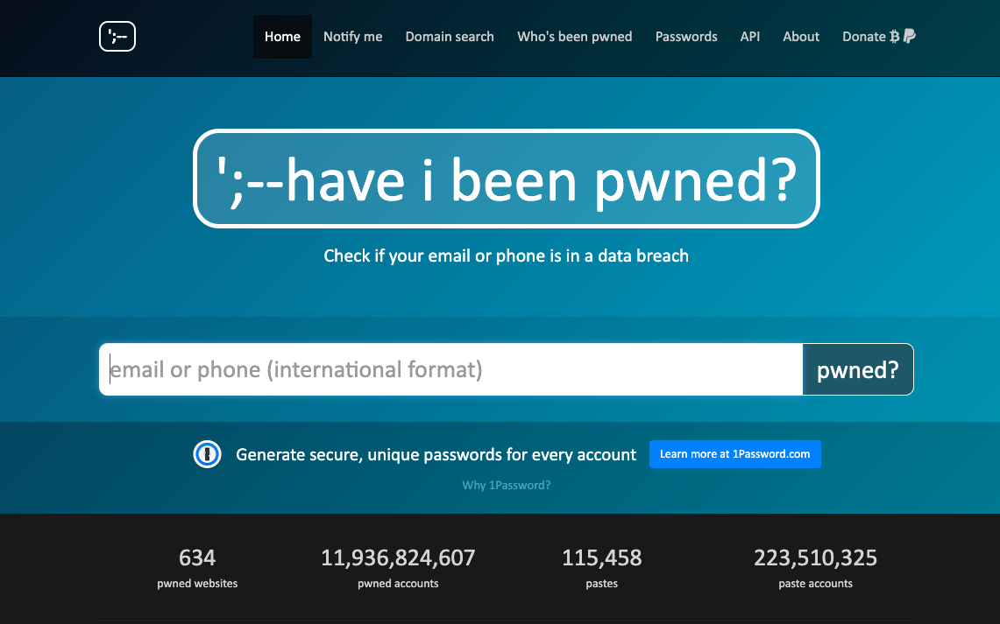 ';--
Home Notify me Domain search Who's been pwned Passwords API About Donate
';--have i been pwned?
Check if your email or phone is in a data breach
email or phone (international format) pwned?
Generate secure, unique passwords for every account Learn more at 1Password.com
Why 1Password?
634 11,936,824,607 115,458 223,510,325
pwned websites pwned accounts pastes paste accounts